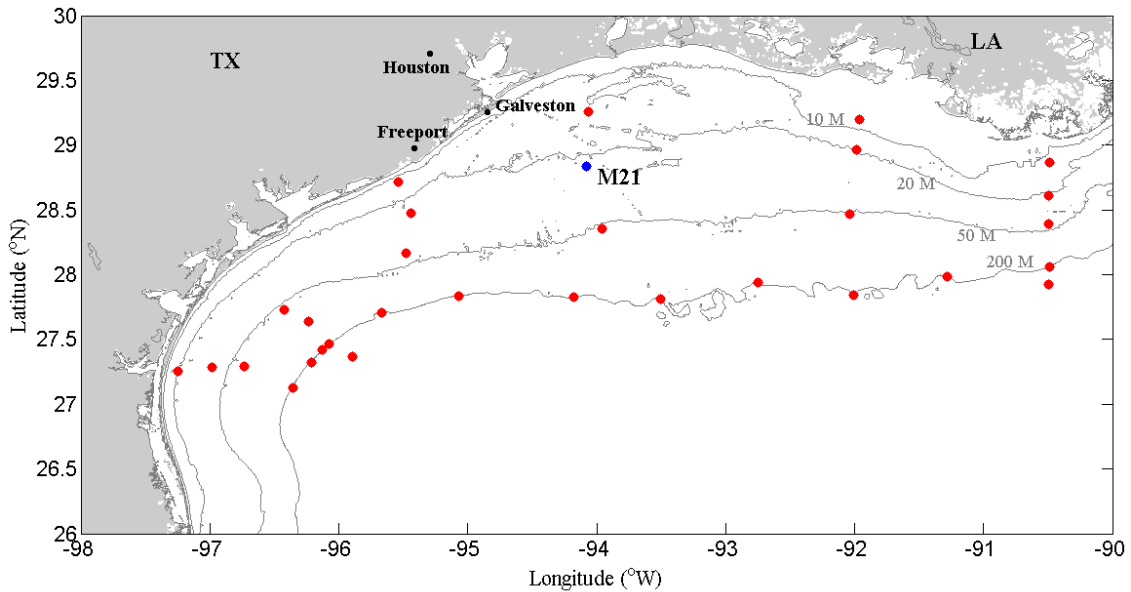 30
29.5
29
28.5
28
27.5
27
26.5
26
Latitude (°N)
TX
LA
Houston
Galveston
Freeport
M21
10 M
20 M
50 M
200 M
-98
-97
-96
-95
-94
-93
-92
-91
-90
Longitude (°W)